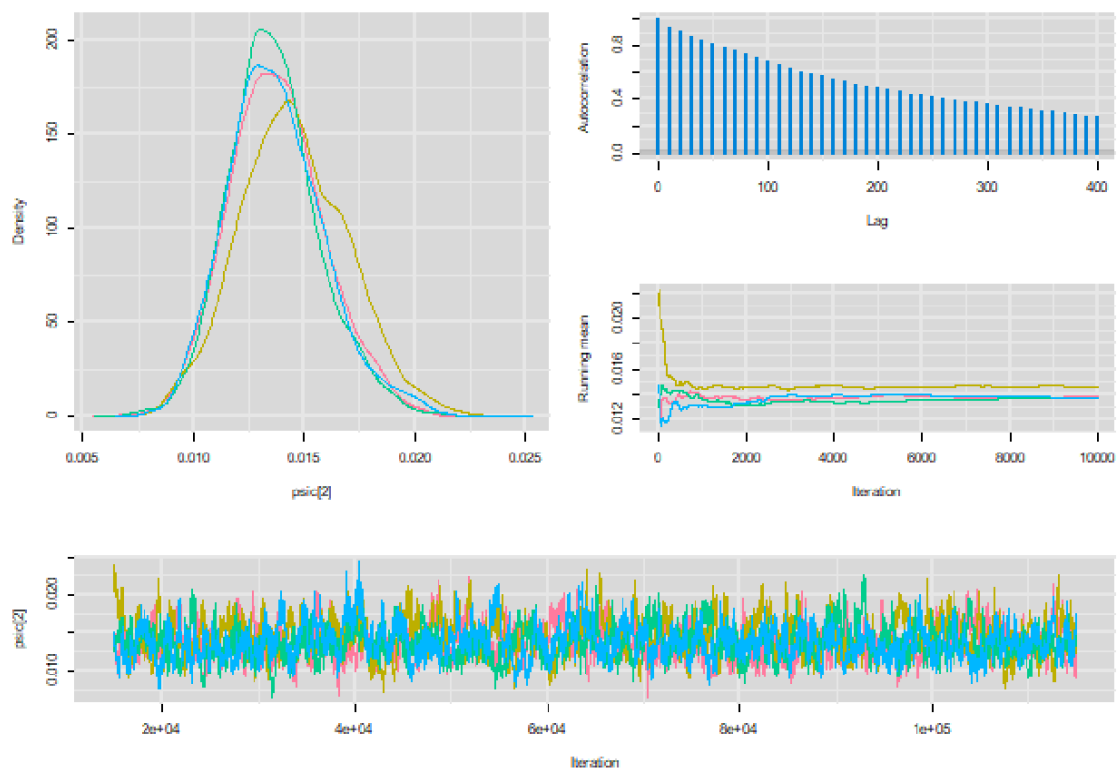 Density
0 50 100 150 200
0.005 0.010 0.015 0.020 0.025
psic[2]
Autocorrelation
0.0 0.4 0.8
0 100 200 300 400
Lag
Running mean
0.012 0.016 0.020
0 2000 4000 6000 8000 10000
Iteration
psic[2]
0.010 0.020
2e+04 4e+04 6e+04 8e+04 1e+05
Iteration